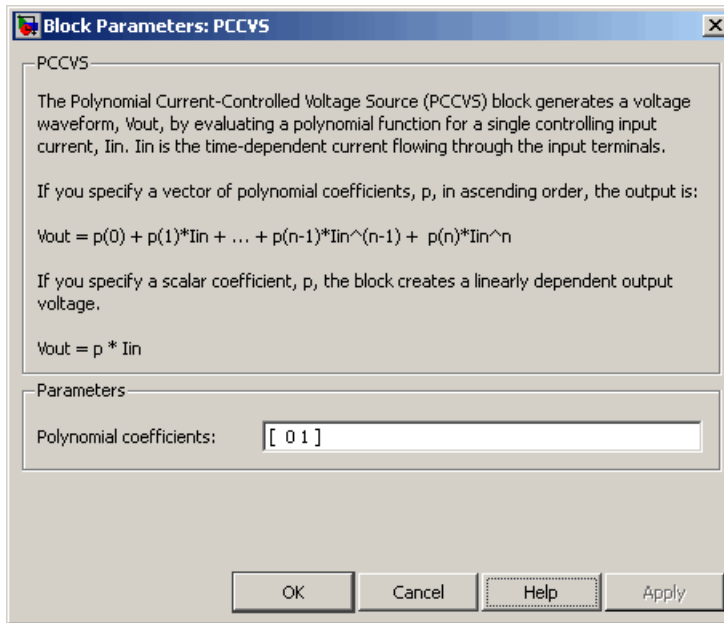 Block Parameters: PCCVS
PCCVS
The Polynomial Current-Controlled Voltage Source (PCCVS) block generates a voltage
waveform, Vout, by evaluating a polynomial function for a single controlling input
current, Iin. Iin is the time-dependent current flowing through the input terminals.
If you specify a vector of polynomial coefficients, p, in ascending order, the output is:
Vout = p(0) + p(1)*Iin + ... + p(n-1)*Iin^(n-1) +  p(n)*Iin^n
If you specify a scalar coefficient, p, the block creates a linearly dependent output
voltage.
Vout = p * Iin
Parameters
Polynomial coefficients: [ 0 1 ]
OK Cancel Help Apply